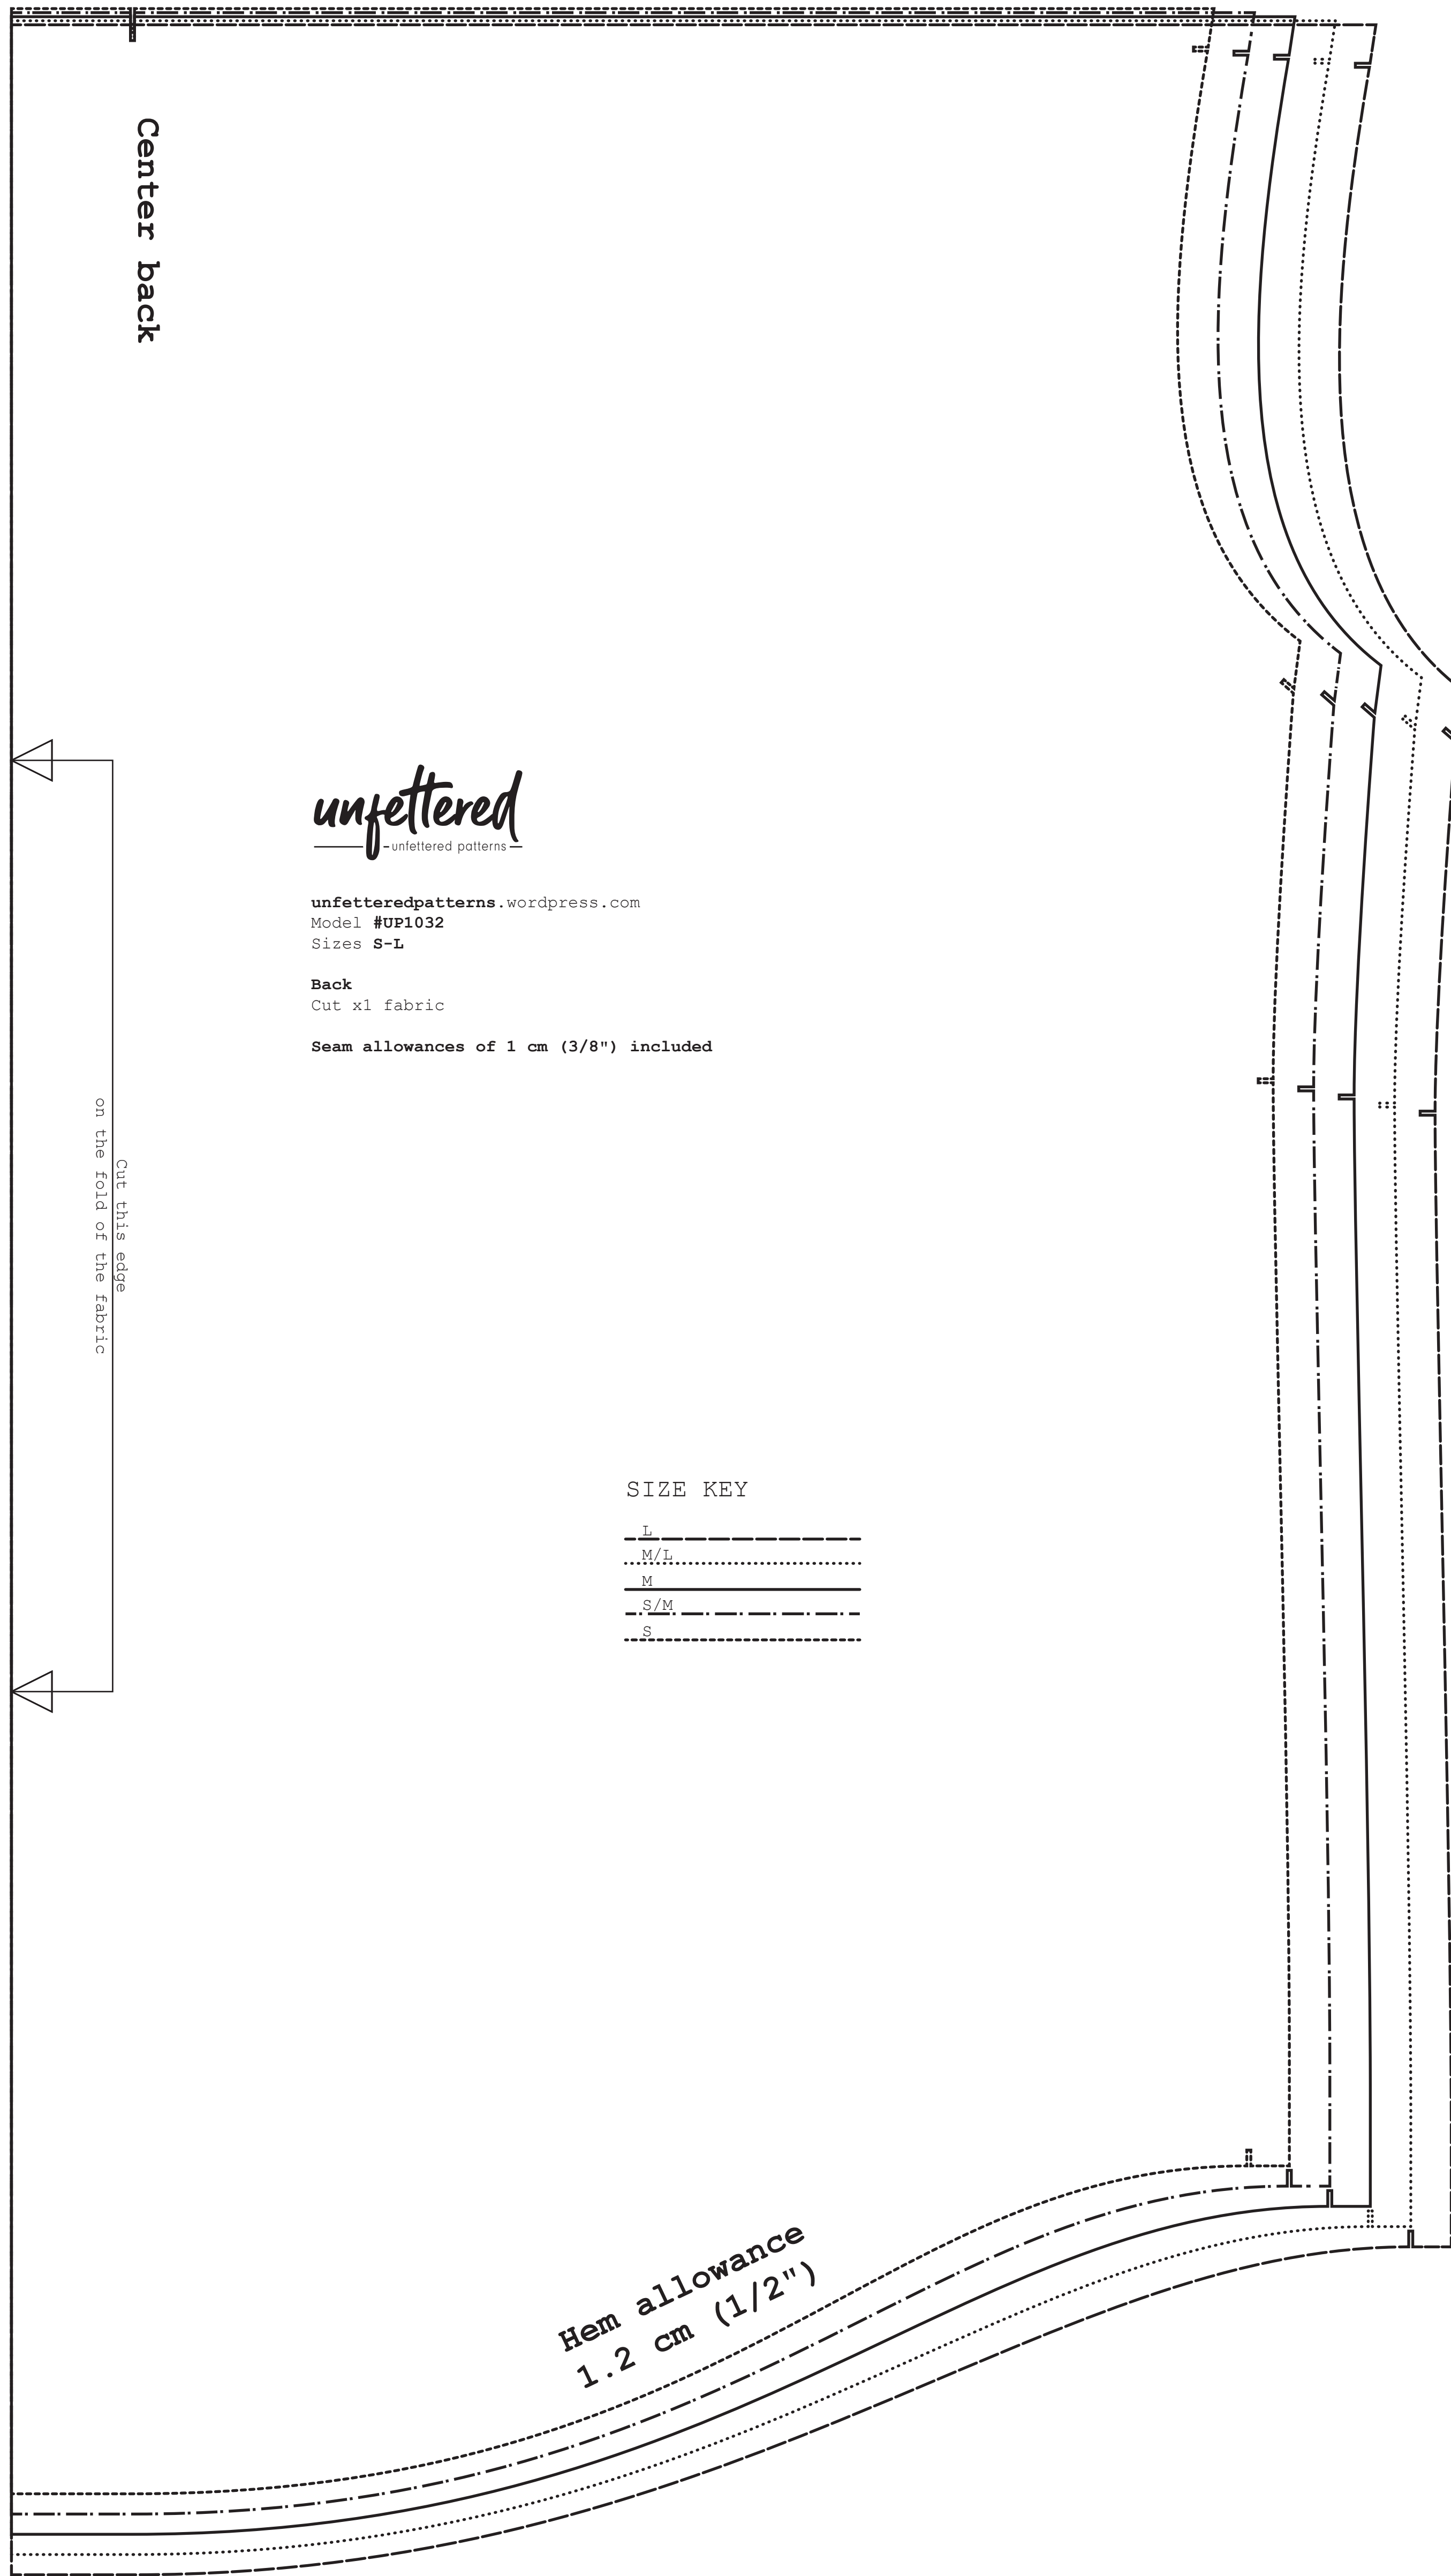 Center back
unfettered
unfettered patterns
unfetteredpatterns.wordpress.com
Model #UP1032
Sizes S-L
Back
Cut x1 fabric
Seam allowances of 1 cm (3/8") included
Cut this edge
on the fold of the fabric
SIZE KEY
L
M/L
M
S/M
S
Hem allowance
1.2 cm (1/2")